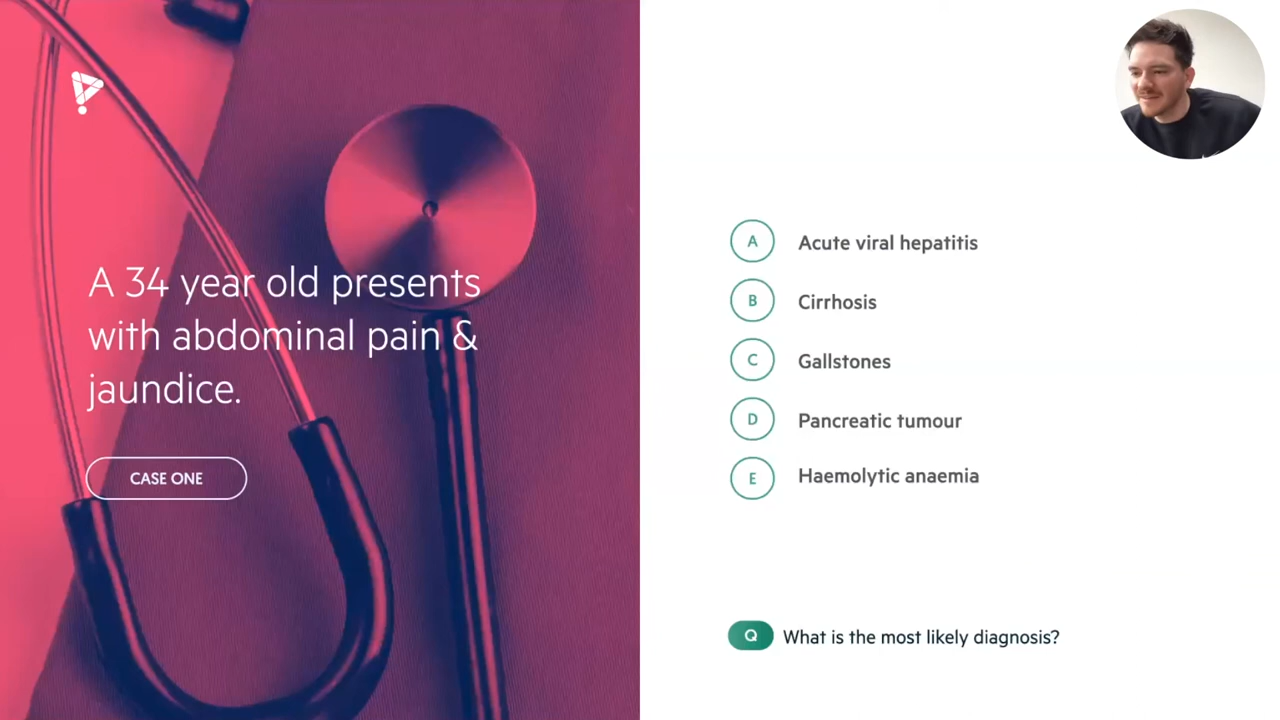 A 34 year old presents
with abdominal pain &
jaundice.
CASE ONE
A Acute viral hepatitis
B Cirrhosis
C Gallstones
D Pancreatic tumour
E Haemolytic anaemia
Q What is the most likely diagnosis?